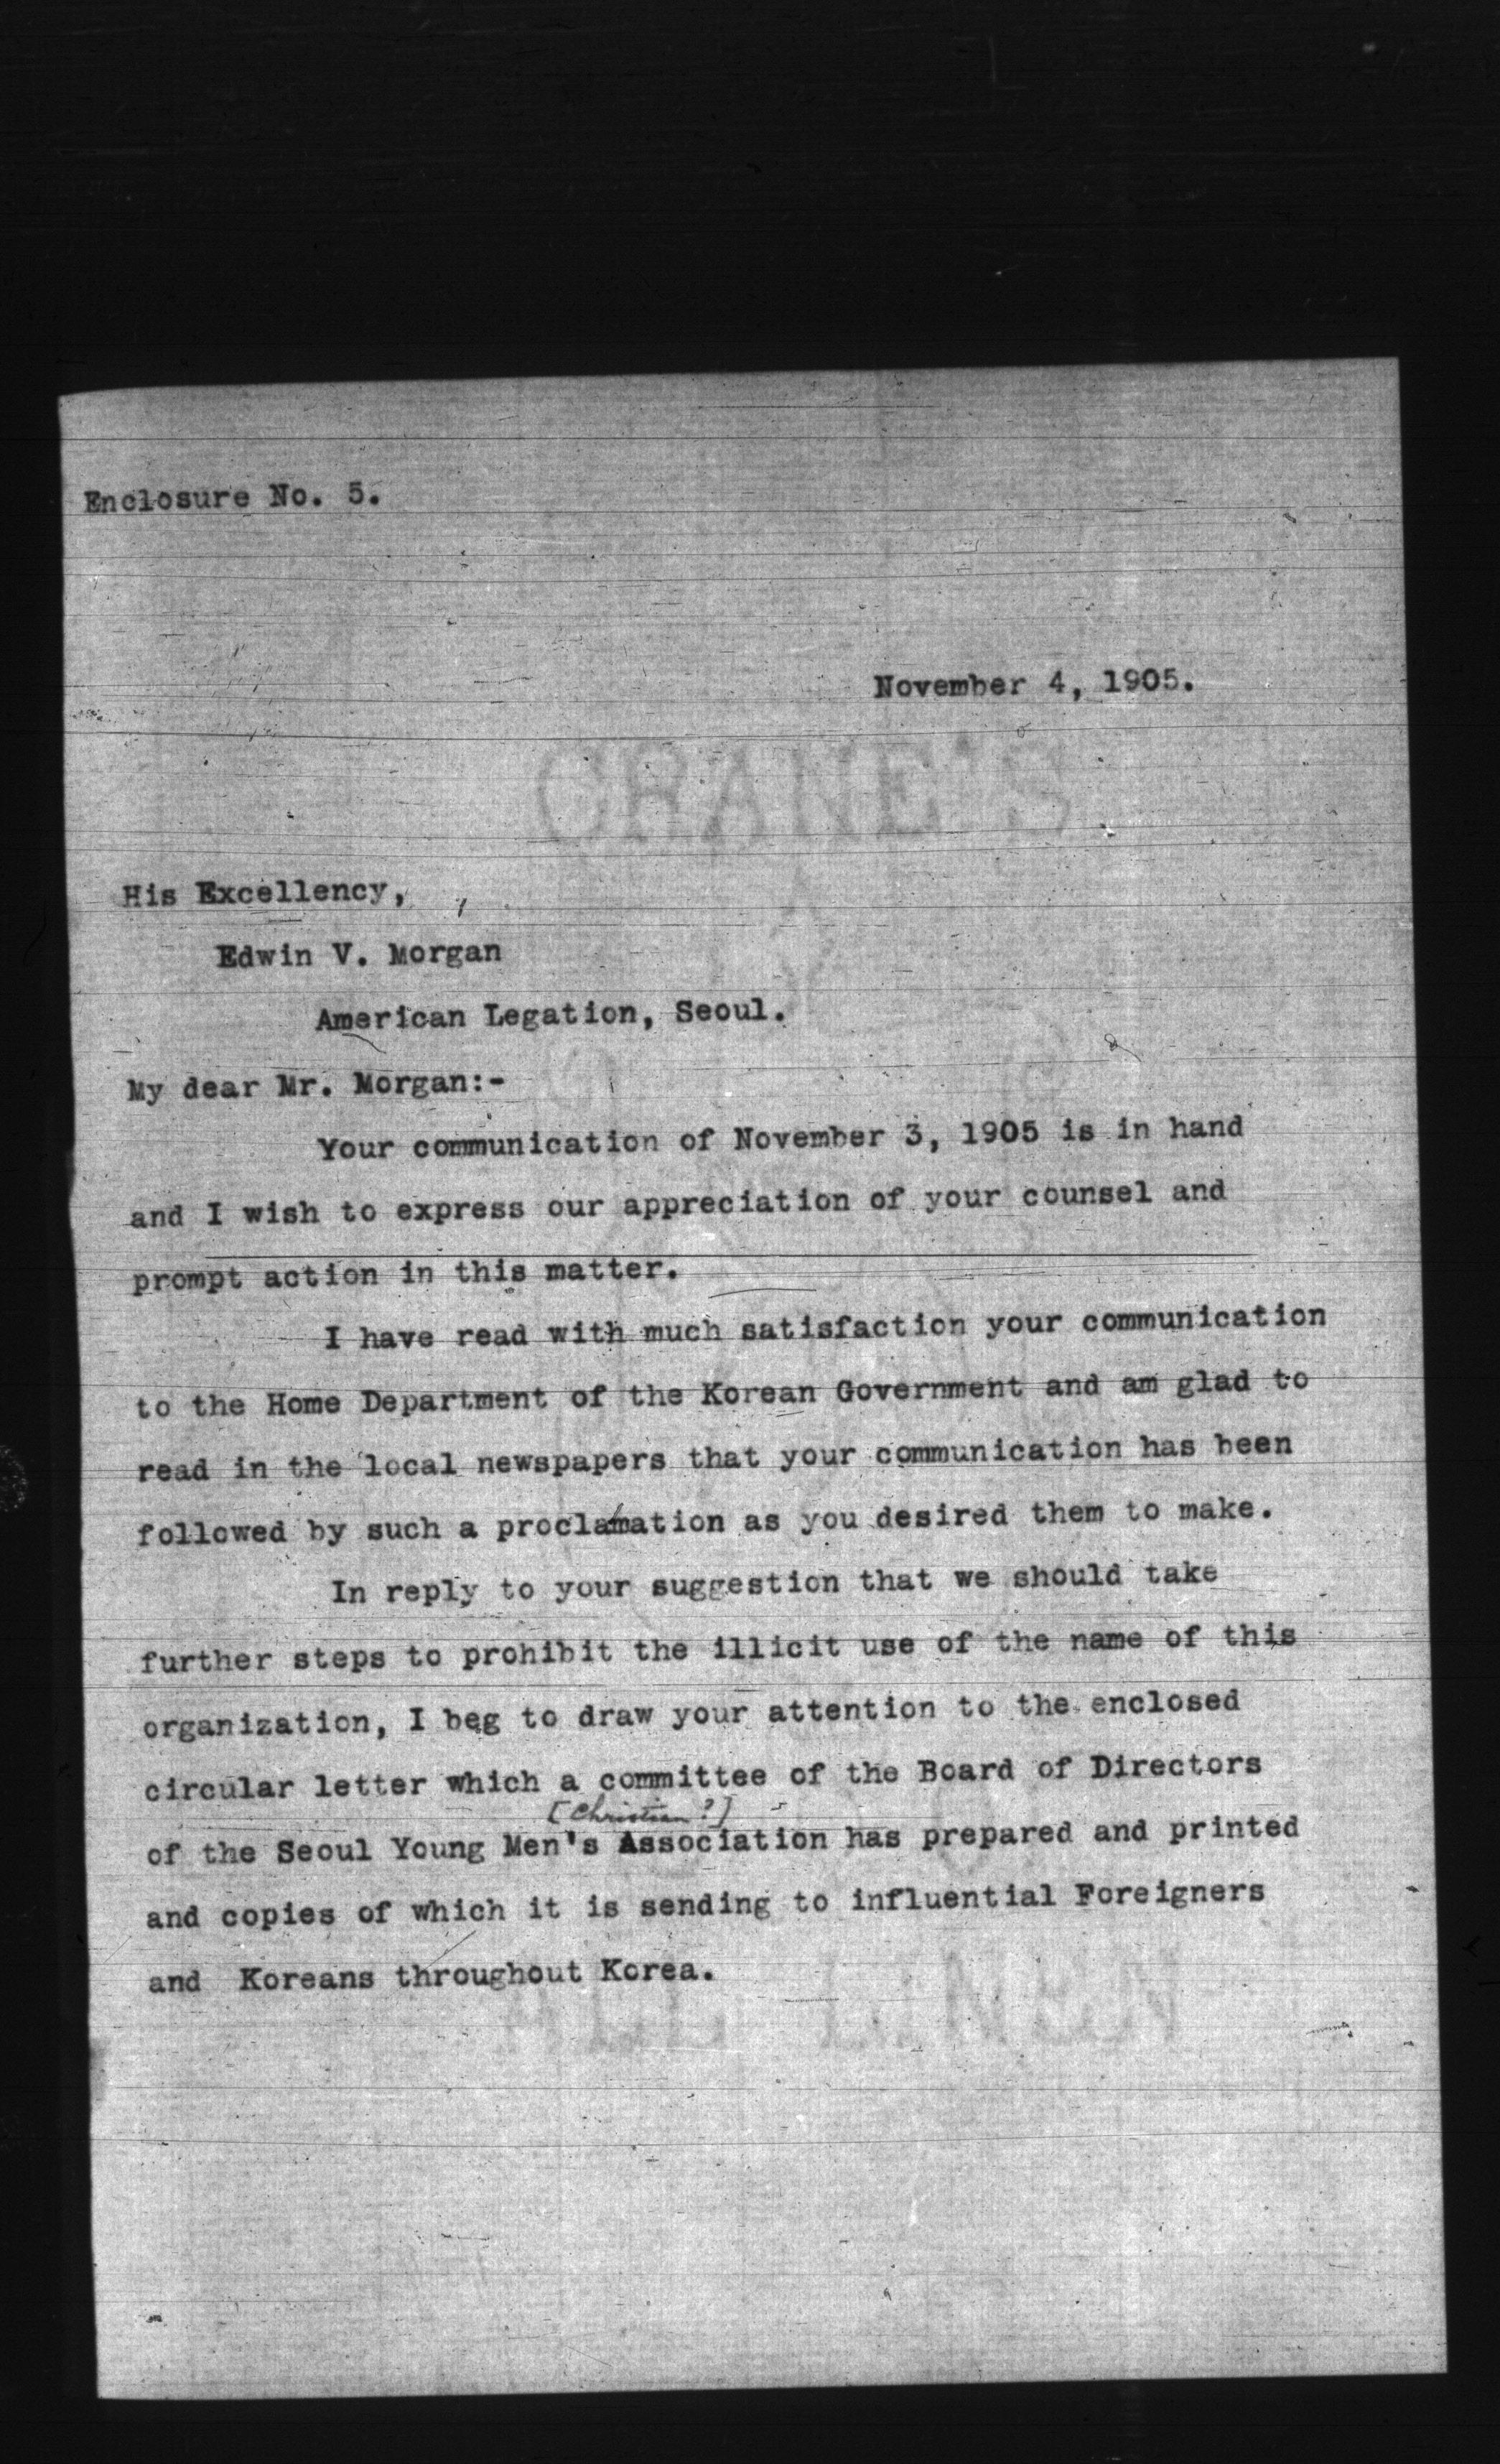 Enclosure No. 5.
November 4, 1905.
CRANE'S
His Excellency,
Edwin V. Morgan
American Legation, Seoul.
My dear Mr. Morgan:-
Your communication of November 3, 1905 is in hand
and I wish to express our appreciation of your counsel and
prompt action in this matter.
I have read with much satisfaction your communication
to the Home Department of the Korean Government and am glad to
read in the local newspapers that your communication has been
followed by such a proclamation as you desired them to make.
In reply to your suggestion that we should take
further steps to prohibit the illicit use of the name of this
organization, I beg to draw your attention to the enclosed
circular letter which a committee of the Board of Directors
[Christian?]
of the Seoul Young Men's Association has prepared and printed
and copies of which it is sending to influential Foreigners
and Koreans throughout Korea.